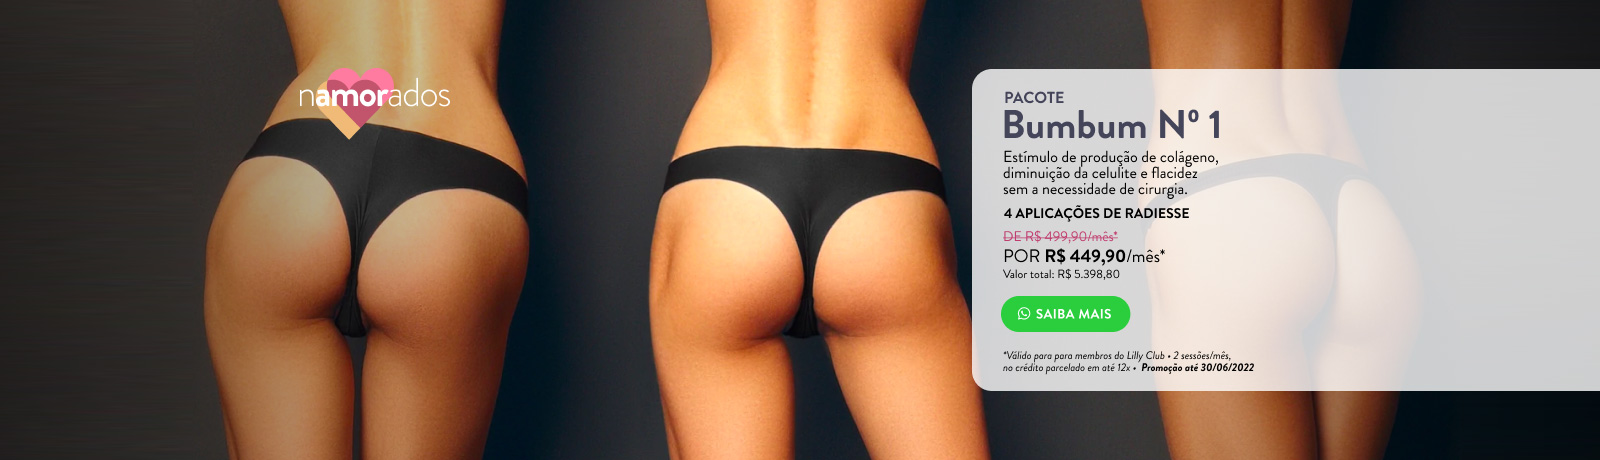 namorados
PACOTE
Bumbum Nº 1
Estímulo de produção de colágeno,
diminuição da celulite e flacidez
sem a necessidade de cirurgia.
4 APLICAÇÕES DE RADIESSE
DE R$ 499,90/mês*
POR R$ 449,90/mês*
Valor total: R$ 5.398,80
SAIBA MAIS
*Válido para para membros do Lilly Club • 2 sessões/mês,
no crédito parcelado em até 12x • Promoção até 30/06/2022